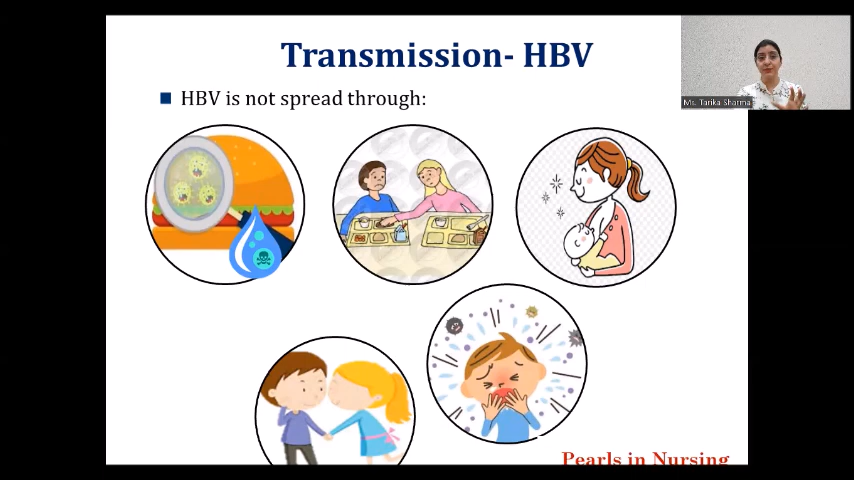 Transmission- HBV
HBV is not spread through:
Ms. Tarika Sharma
Pearls in Nursing